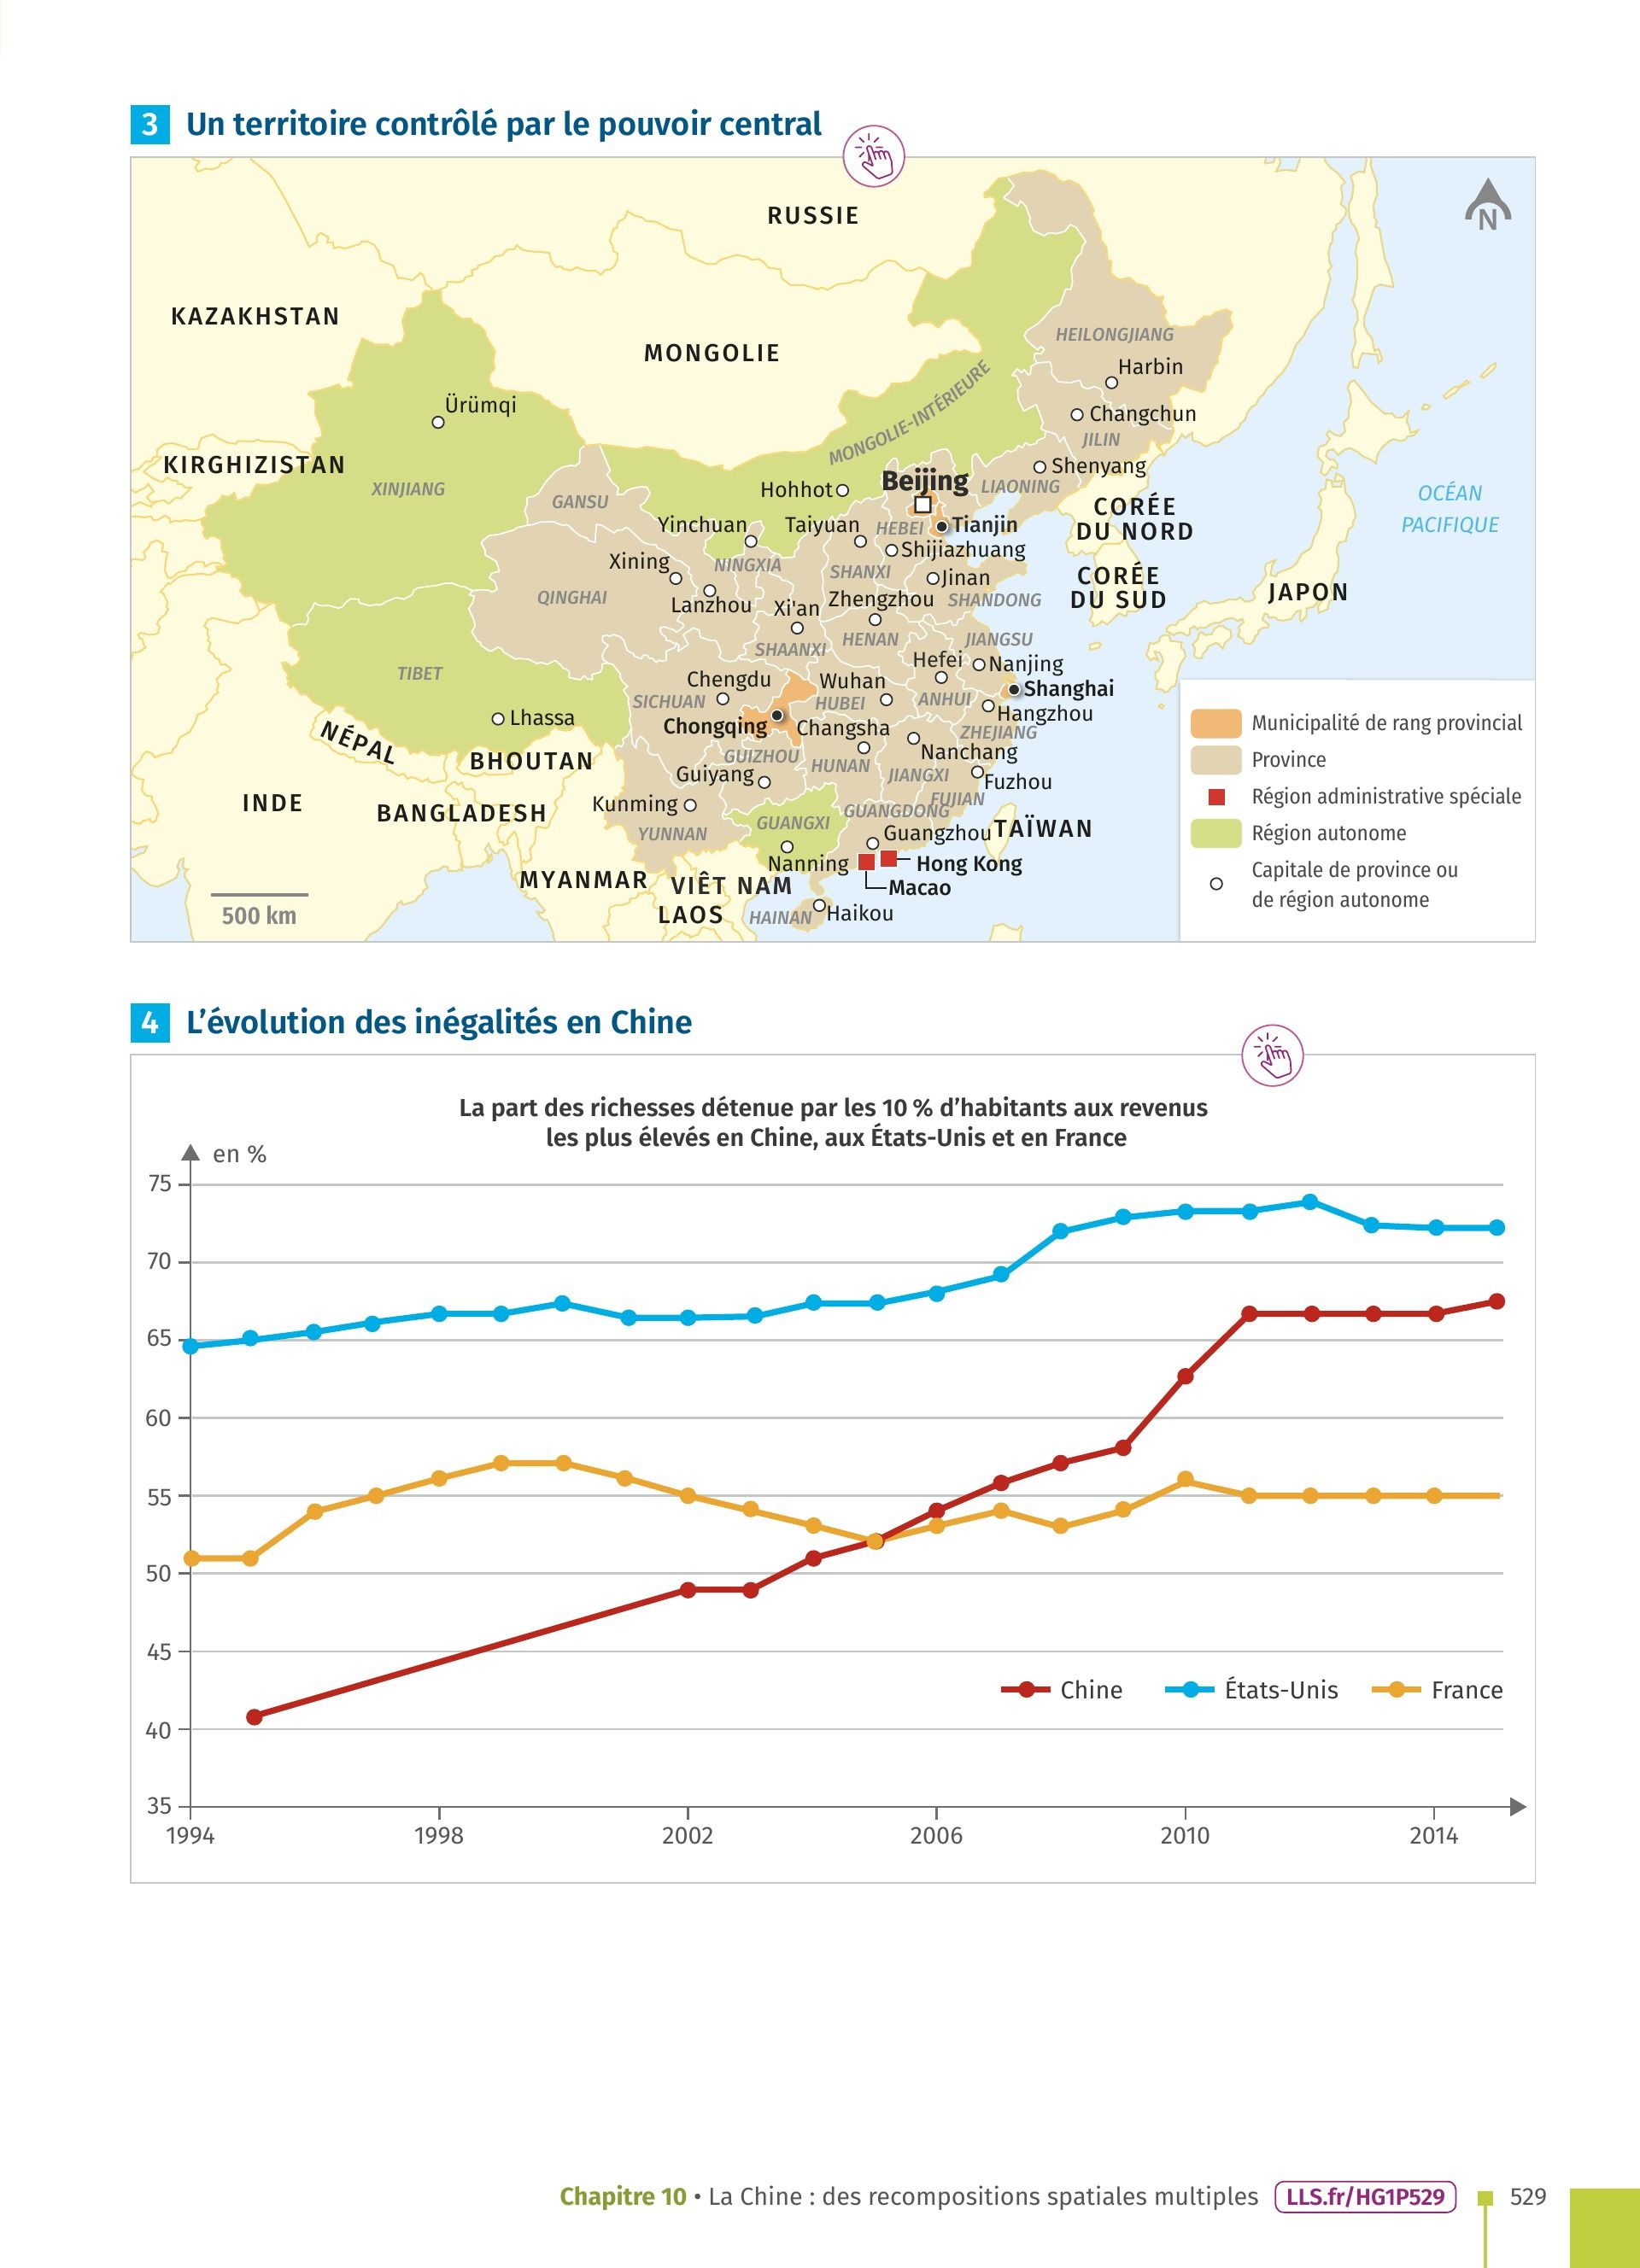 3 Un territoire contrôlé par le pouvoir central
RUSSIE
N
KAZAKHSTAN
MONGOLIE
HEILONGJIANG
Harbin
Ürümqi
MONGOLIE-INTÉRIEURE
Changchun
JILIN
KIRGHIZISTAN
XINJIANG
GANSU
Hohhot
Beijing
LIAONING
Shenyang
CORÉE
DU NORD
OCÉAN
PACIFIQUE
Yinchuan
Taiyuan
HEBEI
Tianjin
Shijiazhuang
Xining
NINGXIA
SHANXI
Jinan
CORÉE
DU SUD
JAPON
QINGHAI
Lanzhou
Xi'an
Zhengzhou
SHANDONG
SHAANXI
HENAN
JIANGSU
TIBET
Hefei
Nanjing
Chengdu
Wuhan
Shanghai
SICHUAN
HUBEI
ANHUI
Hangzhou
Lhassa
Chongqing
Changsha
ZHEJIANG
NÉPAL
BHOUTAN
GUIZHOU
HUNAN
Nanchang
JIANGXI
Guiyang
Fuzhou
INDE
BANGLADESH
Kunming
FUJIAN
YUNNAN
GUANGXI
GUANGDONG
Guangzhou
TAÏWAN
Nanning
Hong Kong
MYANMAR
VIÊT NAM
Macao
LAOS
HAINAN
Haikou
500 km
Municipalité de rang provincial
Province
Région administrative spéciale
Région autonome
Capitale de province ou
de région autonome
4 L’évolution des inégalités en Chine
La part des richesses détenue par les 10 % d’habitants aux revenus
les plus élevés en Chine, aux États-Unis et en France
en %
75
70
65
60
55
50
45
40
35
Chine États-Unis France
1994 1998 2002 2006 2010 2014
Chapitre 10 • La Chine : des recompositions spatiales multiples LLS.fr/HG1P529 529